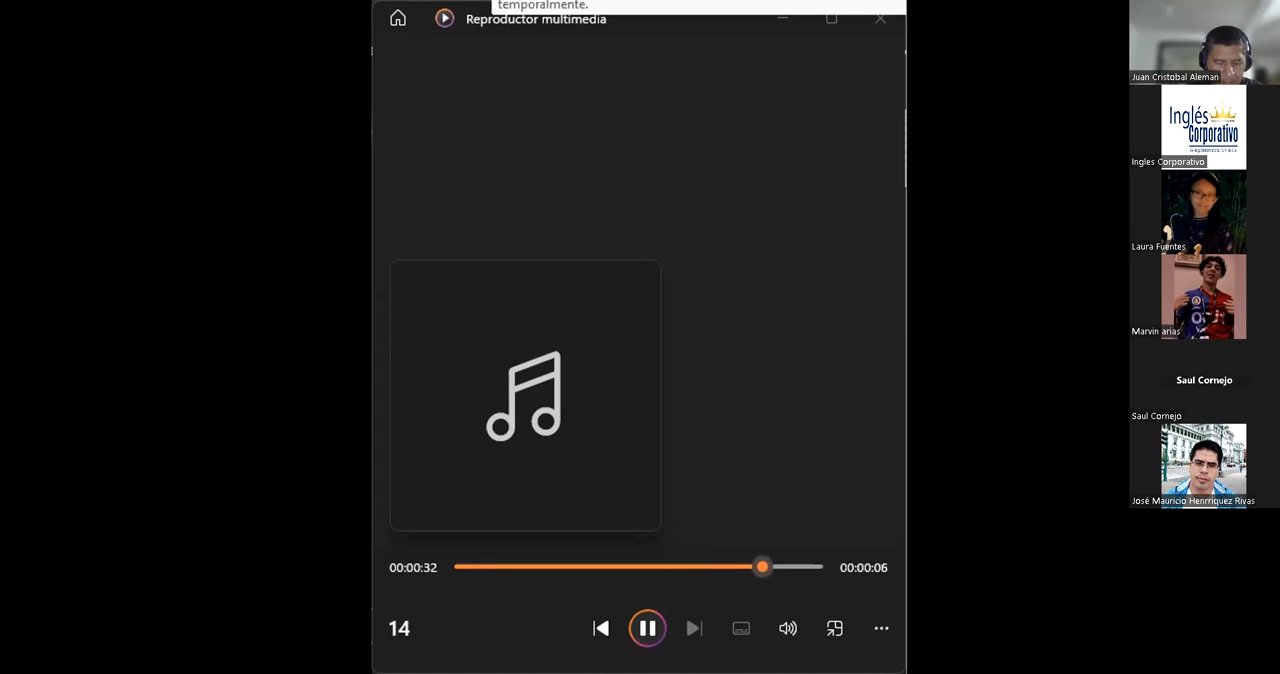 temporalmente.
Reproductor multimedia
00:00:32
00:00:06
14
Juan Cristobal Aleman
Inglés
Corporativo
Ingles Corporativo
Laura Fuentes
Marvin arias
Saul Cornejo
Saul Cornejo
José Mauricio Henrriquez Rivas